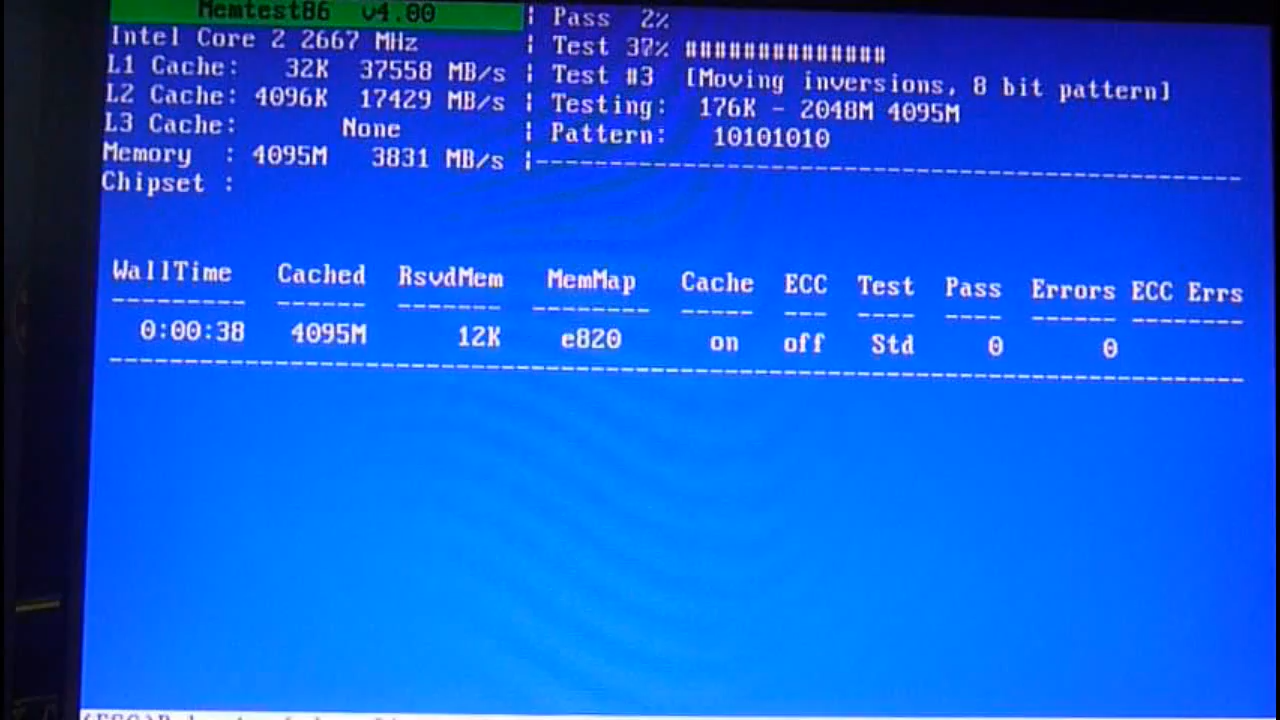 Memtest86 v4.00
Pass 2%
Intel Core 2 2667 MHz
Test 37% ##############
L1 Cache: 32K 37558 MB/s
Test #3 [Moving inversions, 8 bit pattern]
L2 Cache: 4096K 17429 MB/s
Testing: 176K - 2048M 4095M
L3 Cache: None
Pattern: 10101010
Memory : 4095M 3831 MB/s
Chipset :
WallTime Cached RsvdMem MemMap Cache ECC Test Pass Errors ECC Errs
0:00:38 4095M 12K e820 on off Std 0 0